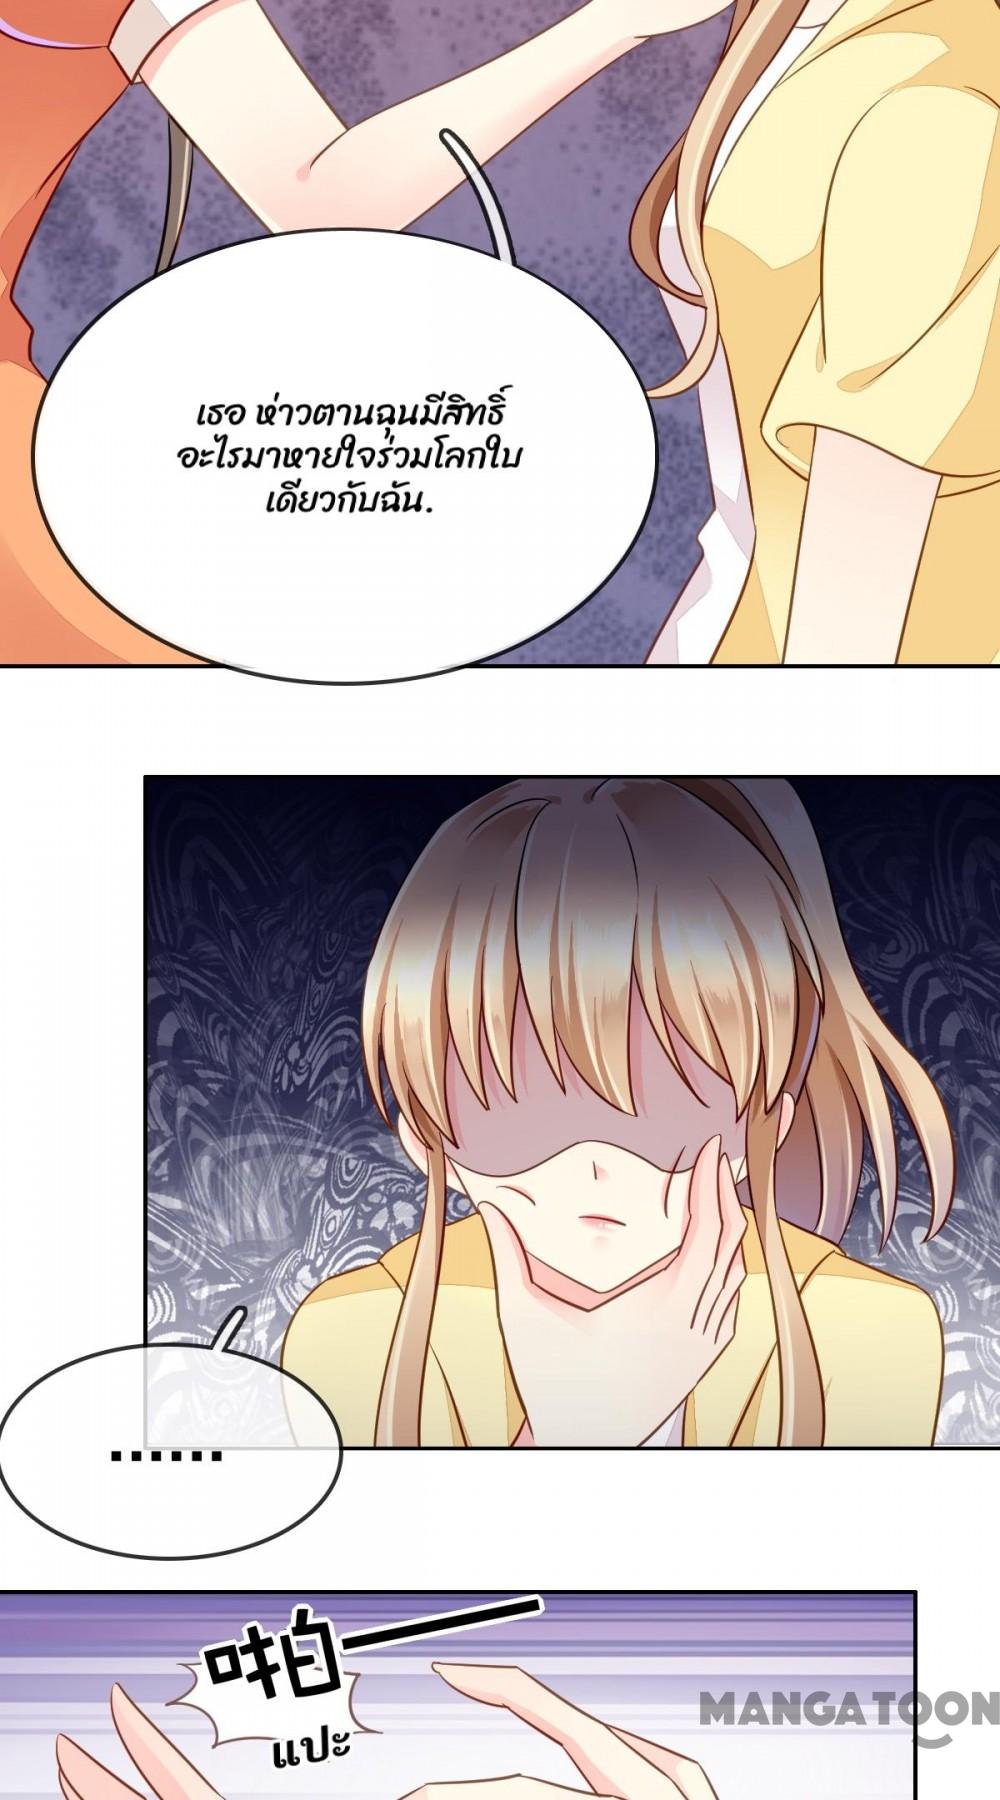 เธอ ห่าวตานฉุนมีสิทธิ์
อะไรมาหายใจร่วมโลกใบ
เดียวกับฉัน.
......
啪——
แปะ
MANGATOON